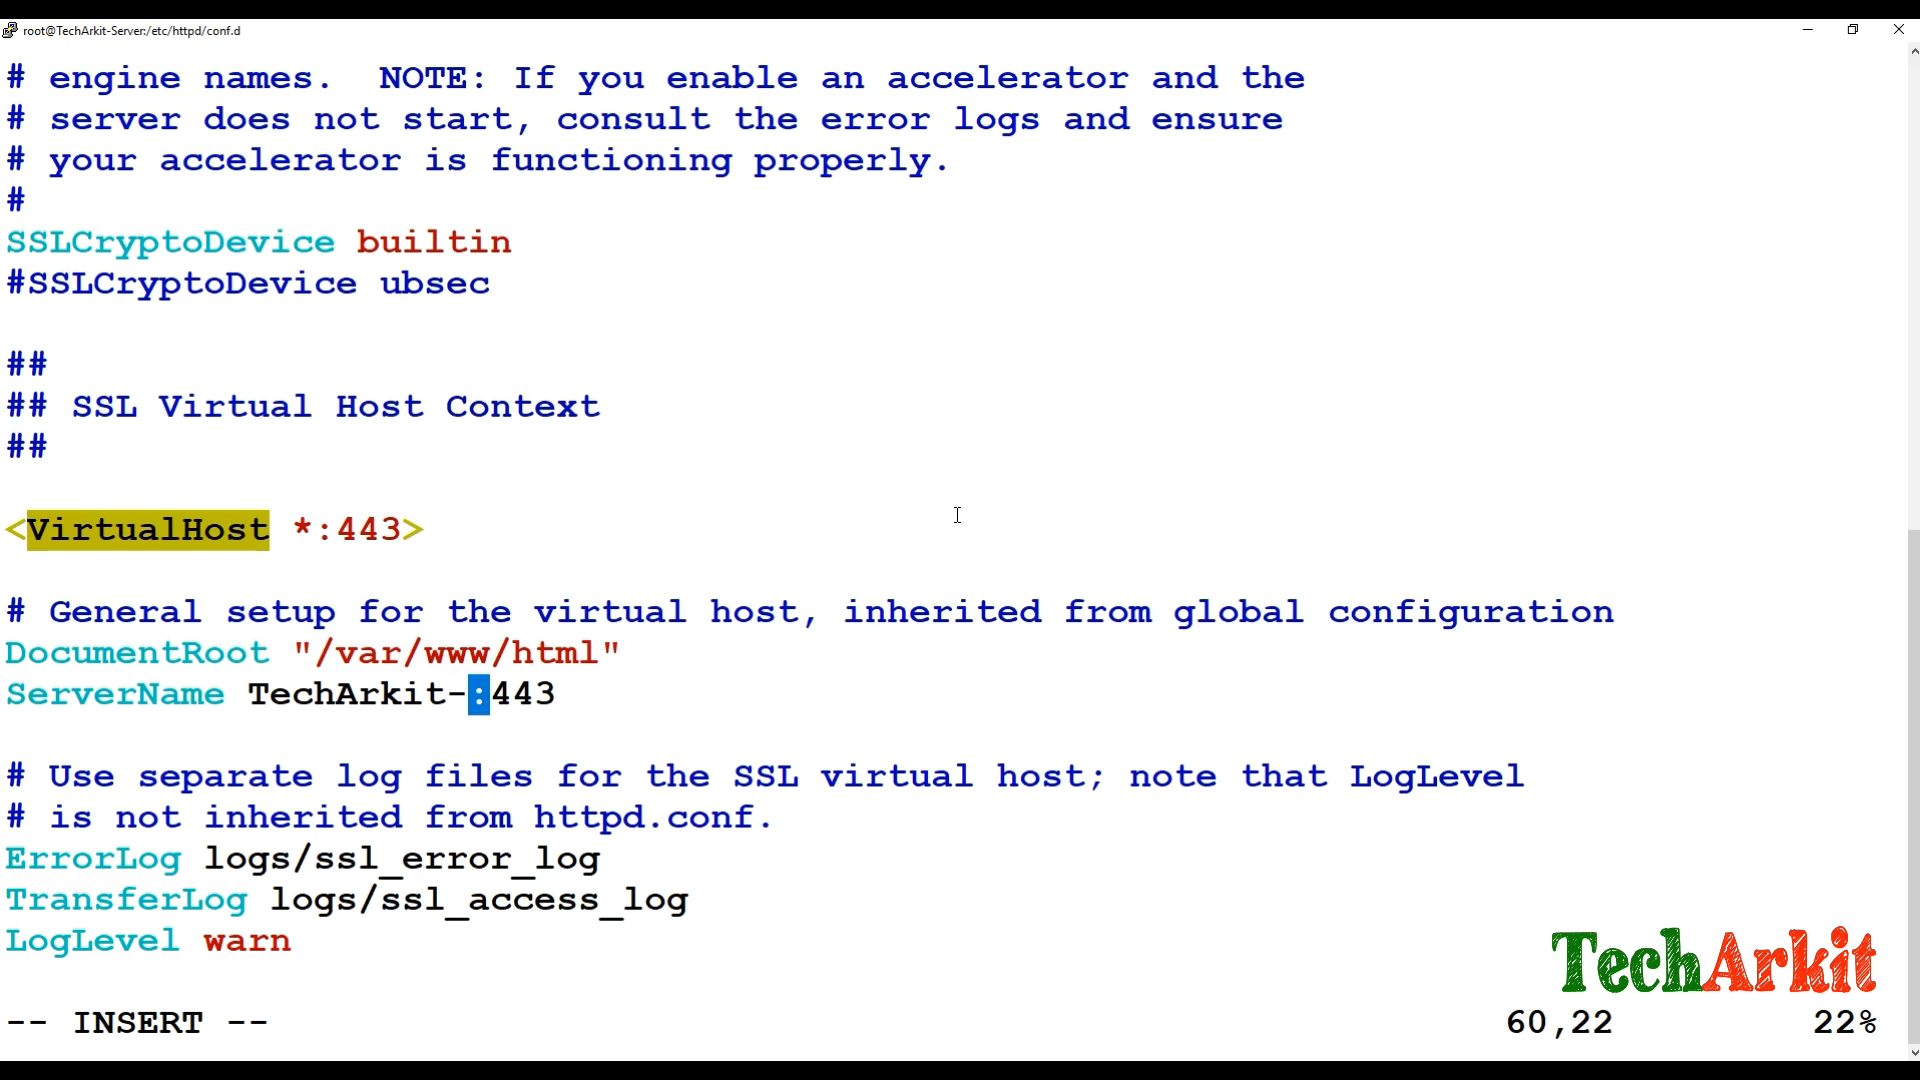 root@TechArkit-Server:/etc/httpd/conf.d
# engine names.  NOTE: If you enable an accelerator and the
# server does not start, consult the error logs and ensure
# your accelerator is functioning properly.
#
SSLCryptoDevice builtin
#SSLCryptoDevice ubsec
##
## SSL Virtual Host Context
##
<VirtualHost *:443>
# General setup for the virtual host, inherited from global configuration
DocumentRoot "/var/www/html"
ServerName TechArkit-:443
# Use separate log files for the SSL virtual host; note that LogLevel
# is not inherited from httpd.conf.
ErrorLog logs/ssl_error_log
TransferLog logs/ssl_access_log
LogLevel warn
TechArkit
-- INSERT -- 60,22 22%